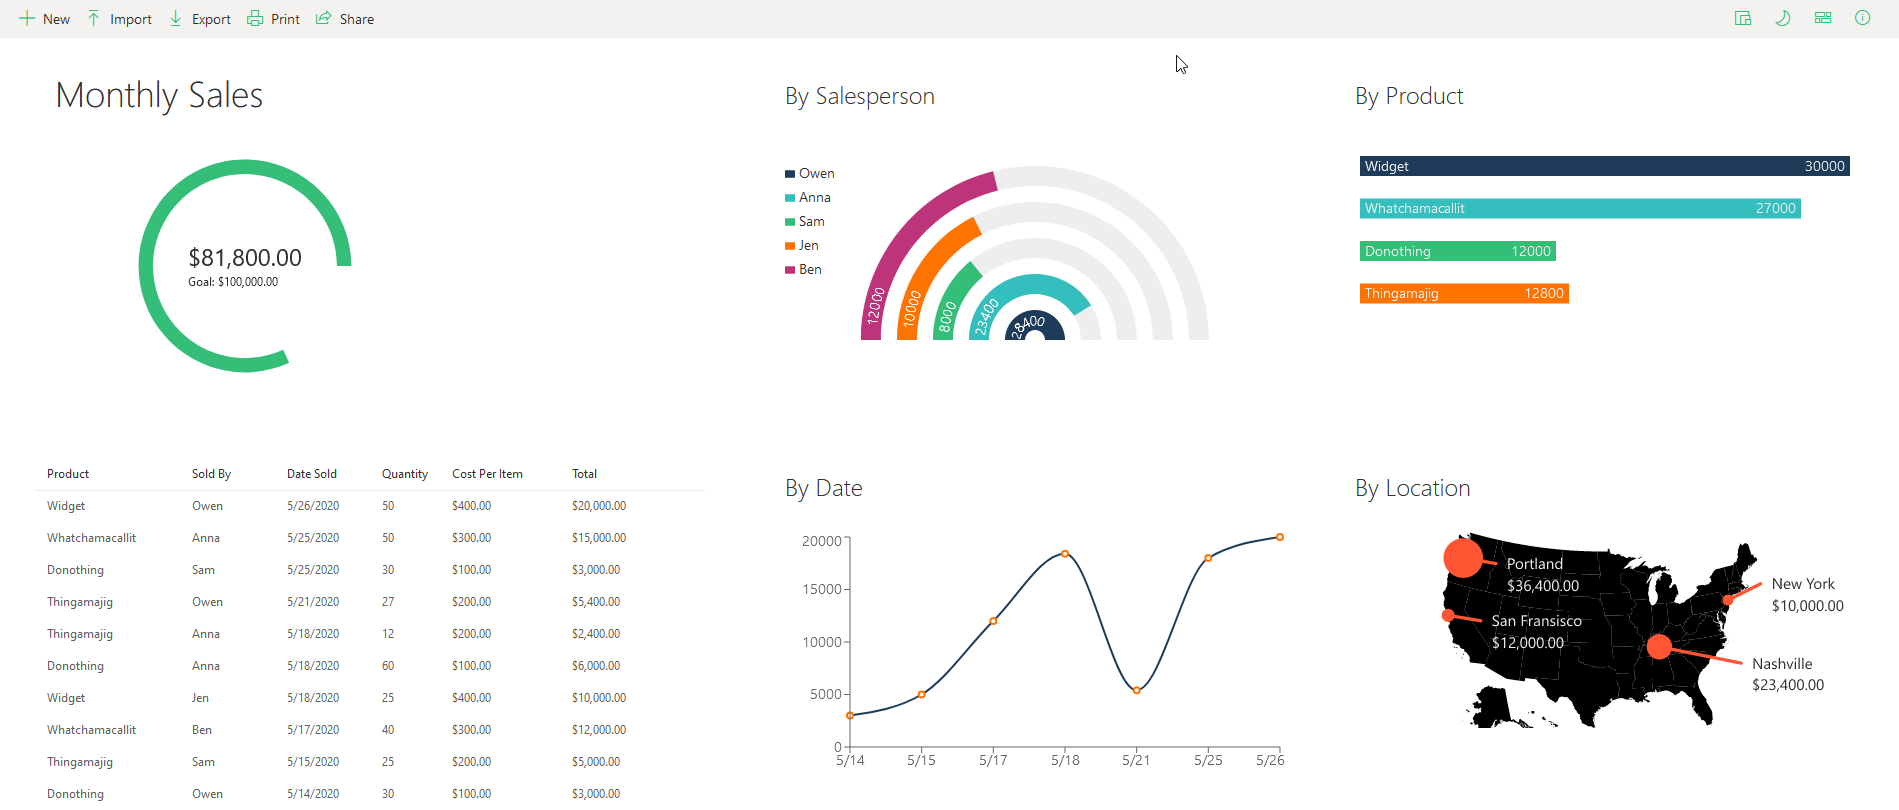 New Import Export Print Share
Monthly Sales
$81,800.00
Goal: $100,000.00
By Salesperson
Owen
Anna
Sam
Jen
Ben
12000
10000
8000
23400
28400
By Product
Widget 30000
Whatchamacallit 27000
Donothing 12000
Thingamajig 12800
Product Sold By Date Sold Quantity Cost Per Item Total
Widget Owen 5/26/2020 50 $400.00 $20,000.00
Whatchamacallit Anna 5/25/2020 50 $300.00 $15,000.00
Donothing Sam 5/25/2020 30 $100.00 $3,000.00
Thingamajig Owen 5/21/2020 27 $200.00 $5,400.00
Thingamajig Anna 5/18/2020 12 $200.00 $2,400.00
Donothing Anna 5/18/2020 60 $100.00 $6,000.00
Widget Jen 5/18/2020 25 $400.00 $10,000.00
Whatchamacallit Ben 5/17/2020 40 $300.00 $12,000.00
Thingamajig Sam 5/15/2020 25 $200.00 $5,000.00
Donothing Owen 5/14/2020 30 $100.00 $3,000.00
By Date
20000
15000
10000
5000
0
5/14 5/15 5/17 5/18 5/21 5/25 5/26
By Location
Portland
$36,400.00
New York
$10,000.00
San Fransisco
$12,000.00
Nashville
$23,400.00